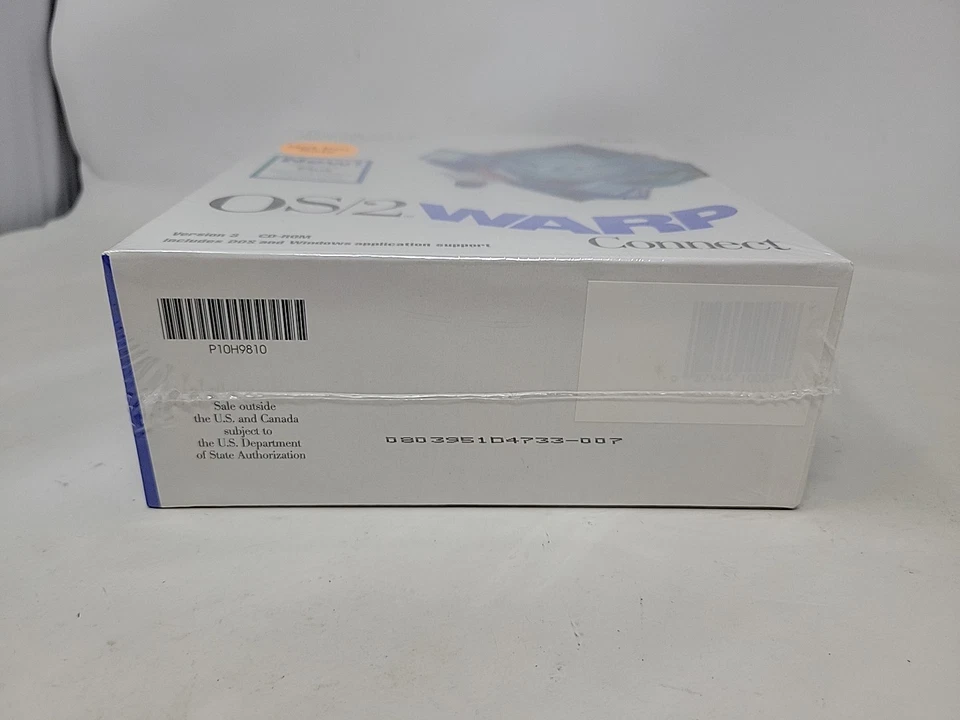 OS/2 WARP
Connect
Version 3 CD-ROM
Includes DOS and Windows application support
P10H9810
Sale outside
the U.S. and Canada
subject to
the U.S. Department
of State Authorization
0803951D4733-007